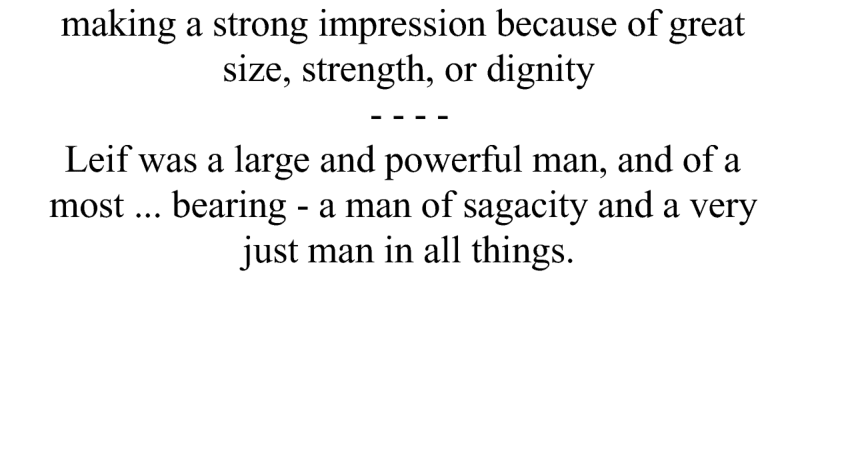 making a strong impression because of great
size, strength, or dignity
- - - -
Leif was a large and powerful man, and of a
most ... bearing - a man of sagacity and a very
just man in all things.